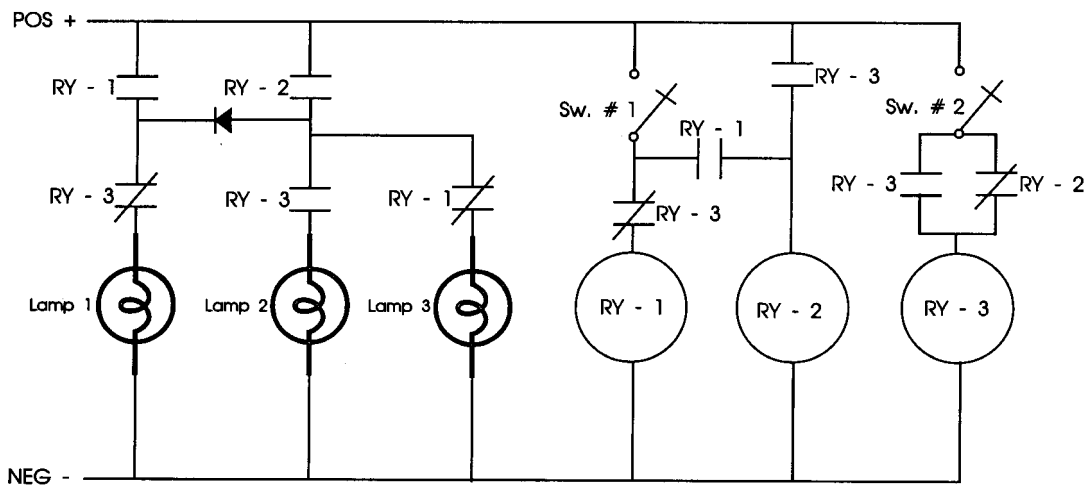 POS +
RY - 1
RY - 2
RY - 3
Sw. # 1
Sw. # 2
RY - 1
RY - 3
RY - 3
RY - 1
RY - 3
RY - 3
RY - 2
Lamp 1
Lamp 2
Lamp 3
RY - 1
RY - 2
RY - 3
NEG -